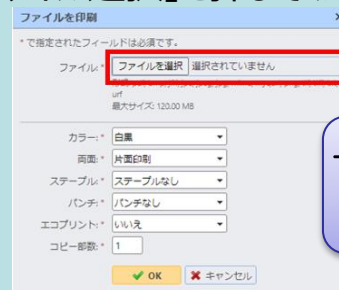 ファイルを印刷
* で指定されたフィールドは必須です。
ファイル:* ファイルを選択 選択されていません
urf
最大サイズ: 120.00 MB
カラー:* 白黒
両面:* 片面印刷
ステープル:* ステープルなし
パンチ:* パンチなし
エコプリント:* いいえ
コピー部数:* 1
OK キャンセル